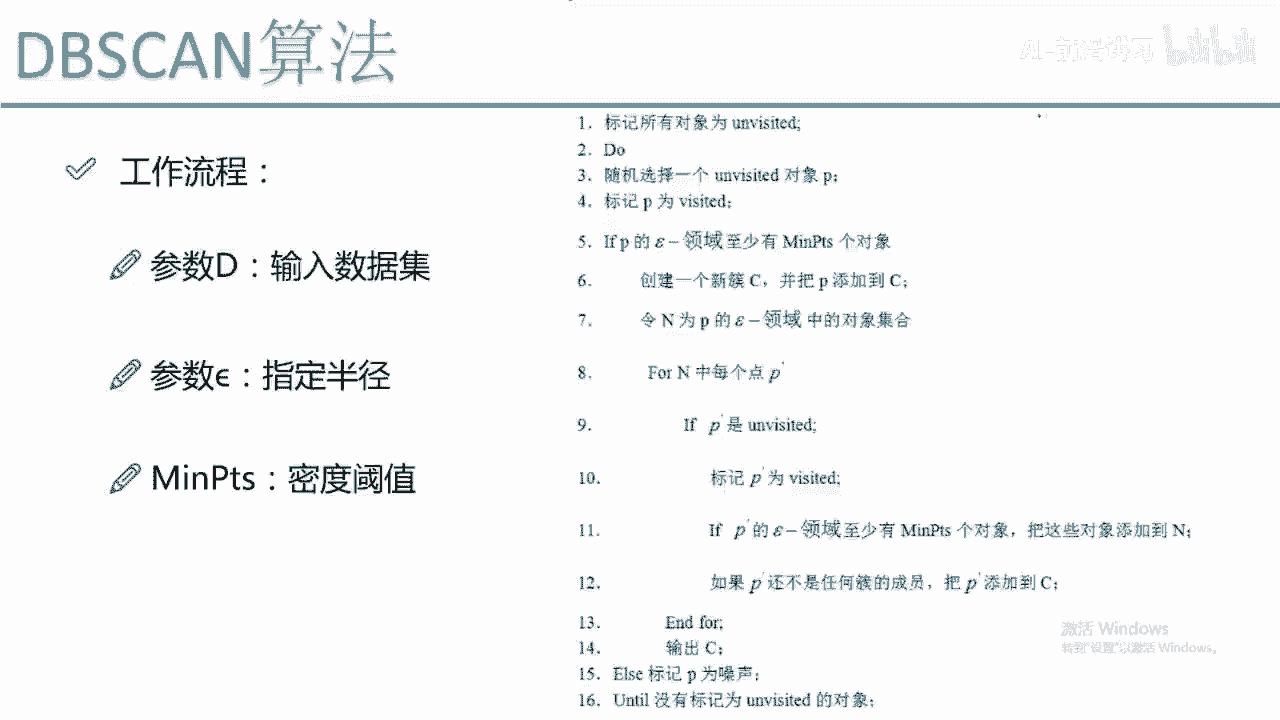 DBSCAN算法
工作流程：
参数D：输入数据集
参数ϵ：指定半径
MinPts：密度阈值
1. 标记所有对象为 unvisited;
2. Do
3. 随机选择一个 unvisited 对象 p;
4. 标记 p 为 visited;
5. If p 的 ε − 领域至少有 MinPts 个对象
6. 创建一个新簇 C，并把 p 添加到 C;
7. 令 N 为 p 的 ε − 领域 中的对象集合
8. For N 中每个点 p'
9. If p' 是 unvisited;
10. 标记 p' 为 visited;
11. If p' 的 ε − 领域至少有 MinPts 个对象，把这些对象添加到 N;
12. 如果 p' 还不是任何簇的成员，把 p' 添加到 C;
13. End for;
14. 输出 C;
15. Else 标记 p 为噪声;
16. Until 没有标记为 unvisited 的对象;
bilibili
激活 Windows
转到"设置"以激活 Windows。